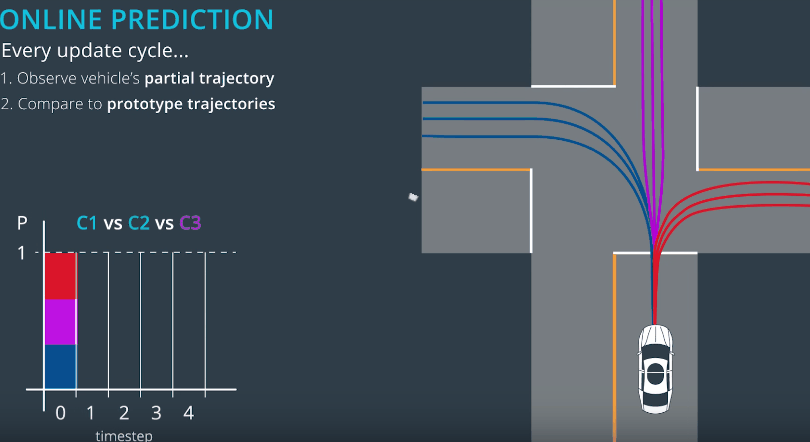 ONLINE PREDICTION
Every update cycle...
1. Observe vehicle's partial trajectory
2. Compare to prototype trajectories
P
C1 vs C2 vs C3
1
0 1 2 3 4
timestep